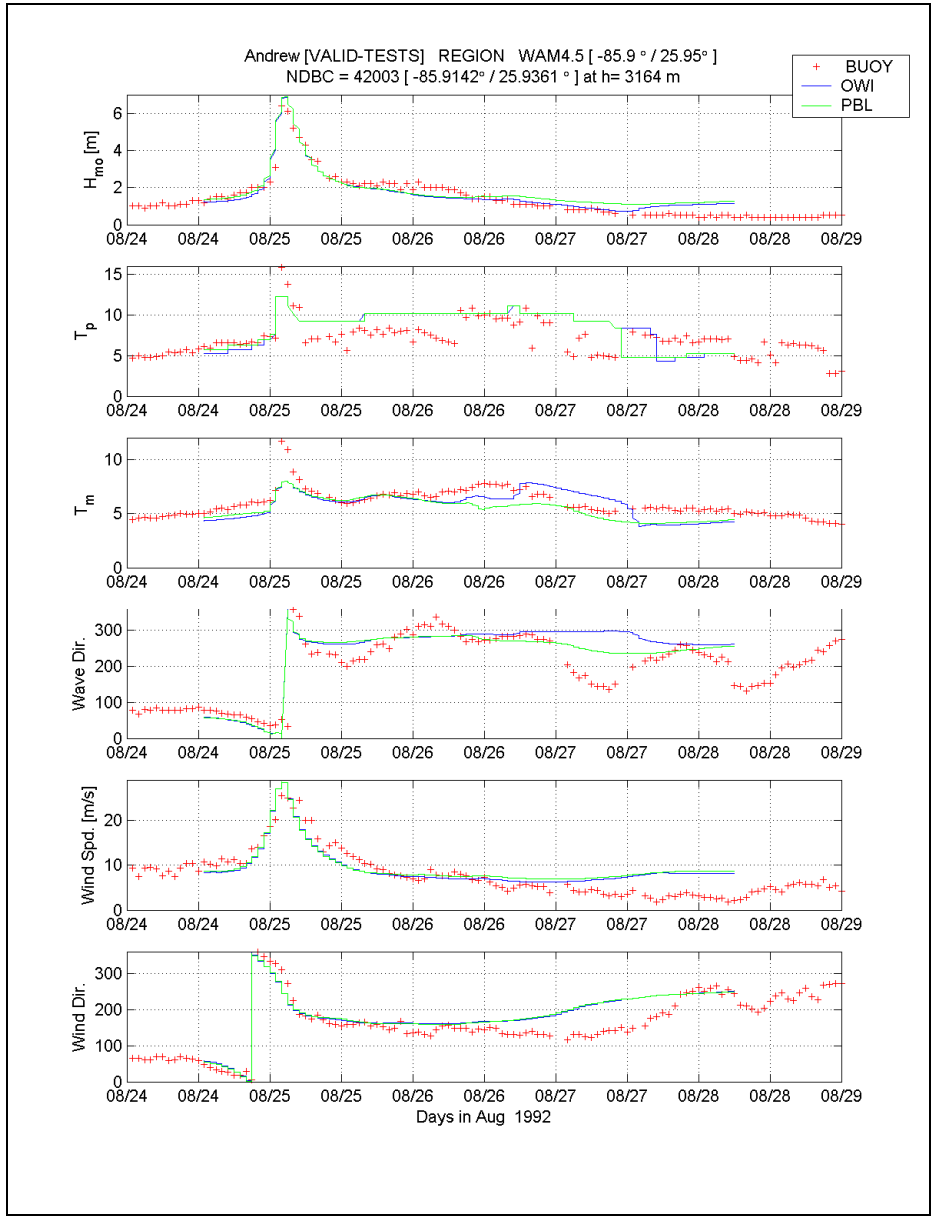 Andrew [VALID-TESTS] REGION WAM4.5 [ -85.9 ° / 25.95° ]
NDBC = 42003 [ -85.9142° / 25.9361 ° ] at h= 3164 m
BUOY
OWI
PBL
H_mo [m]
6
4
2
0
08/24 08/24 08/25 08/25 08/26 08/26 08/27 08/27 08/28 08/28 08/29
T_p
15
10
5
0
08/24 08/24 08/25 08/25 08/26 08/26 08/27 08/27 08/28 08/28 08/29
T_m
10
5
0
08/24 08/24 08/25 08/25 08/26 08/26 08/27 08/27 08/28 08/28 08/29
Wave Dir.
300
200
100
0
08/24 08/24 08/25 08/25 08/26 08/26 08/27 08/27 08/28 08/28 08/29
Wind Spd. [m/s]
20
10
0
08/24 08/24 08/25 08/25 08/26 08/26 08/27 08/27 08/28 08/28 08/29
Wind Dir.
300
200
100
0
08/24 08/24 08/25 08/25 08/26 08/26 08/27 08/27 08/28 08/28 08/29
Days in Aug 1992